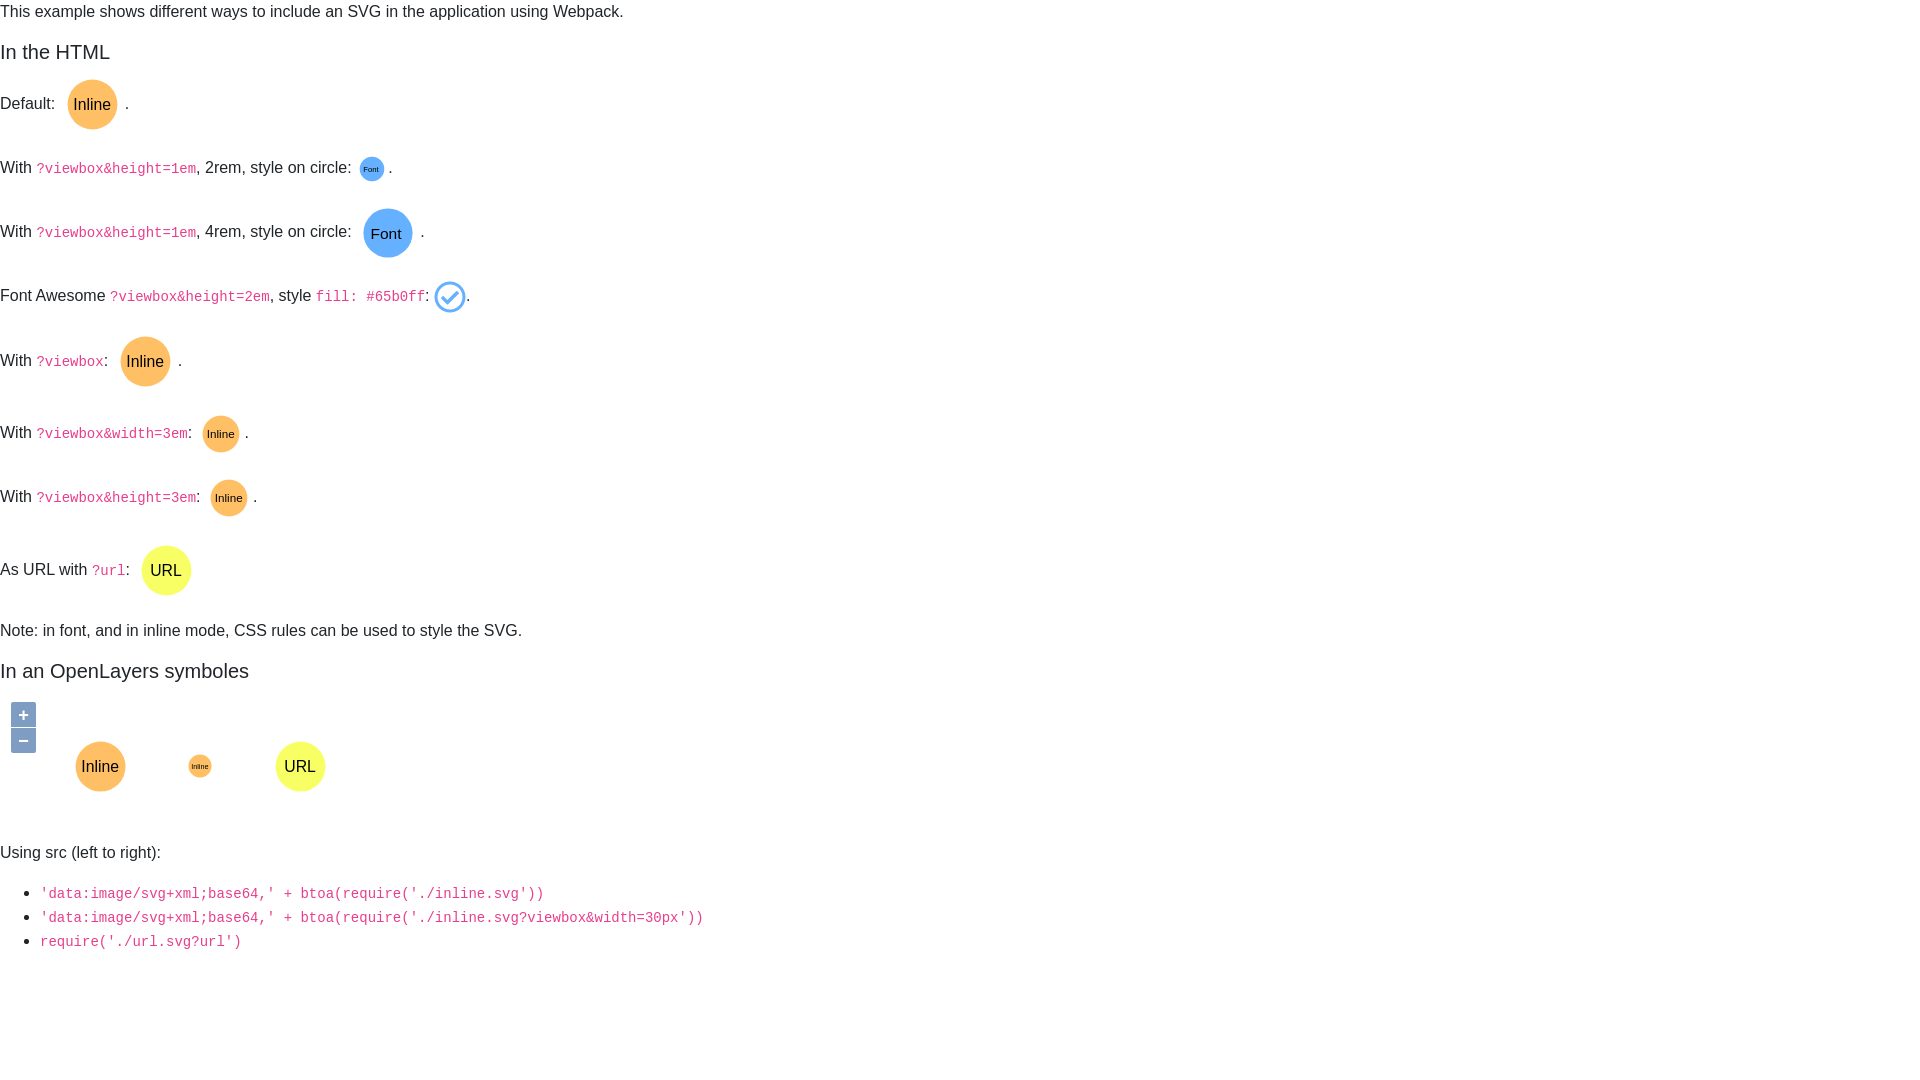 This example shows different ways to include an SVG in the application using Webpack.
In the HTML
Default: Inline .
With ?viewbox&height=1em, 2rem, style on circle: Font .
With ?viewbox&height=1em, 4rem, style on circle: Font .
Font Awesome ?viewbox&height=2em, style fill: #65b0ff: .
With ?viewbox: Inline .
With ?viewbox&width=3em: Inline .
With ?viewbox&height=3em: Inline .
As URL with ?url: URL
Note: in font, and in inline mode, CSS rules can be used to style the SVG.
In an OpenLayers symboles
+
−
Inline Inline URL
Using src (left to right):
'data:image/svg+xml;base64,' + btoa(require('./inline.svg'))
'data:image/svg+xml;base64,' + btoa(require('./inline.svg?viewbox&width=30px'))
require('./url.svg?url')